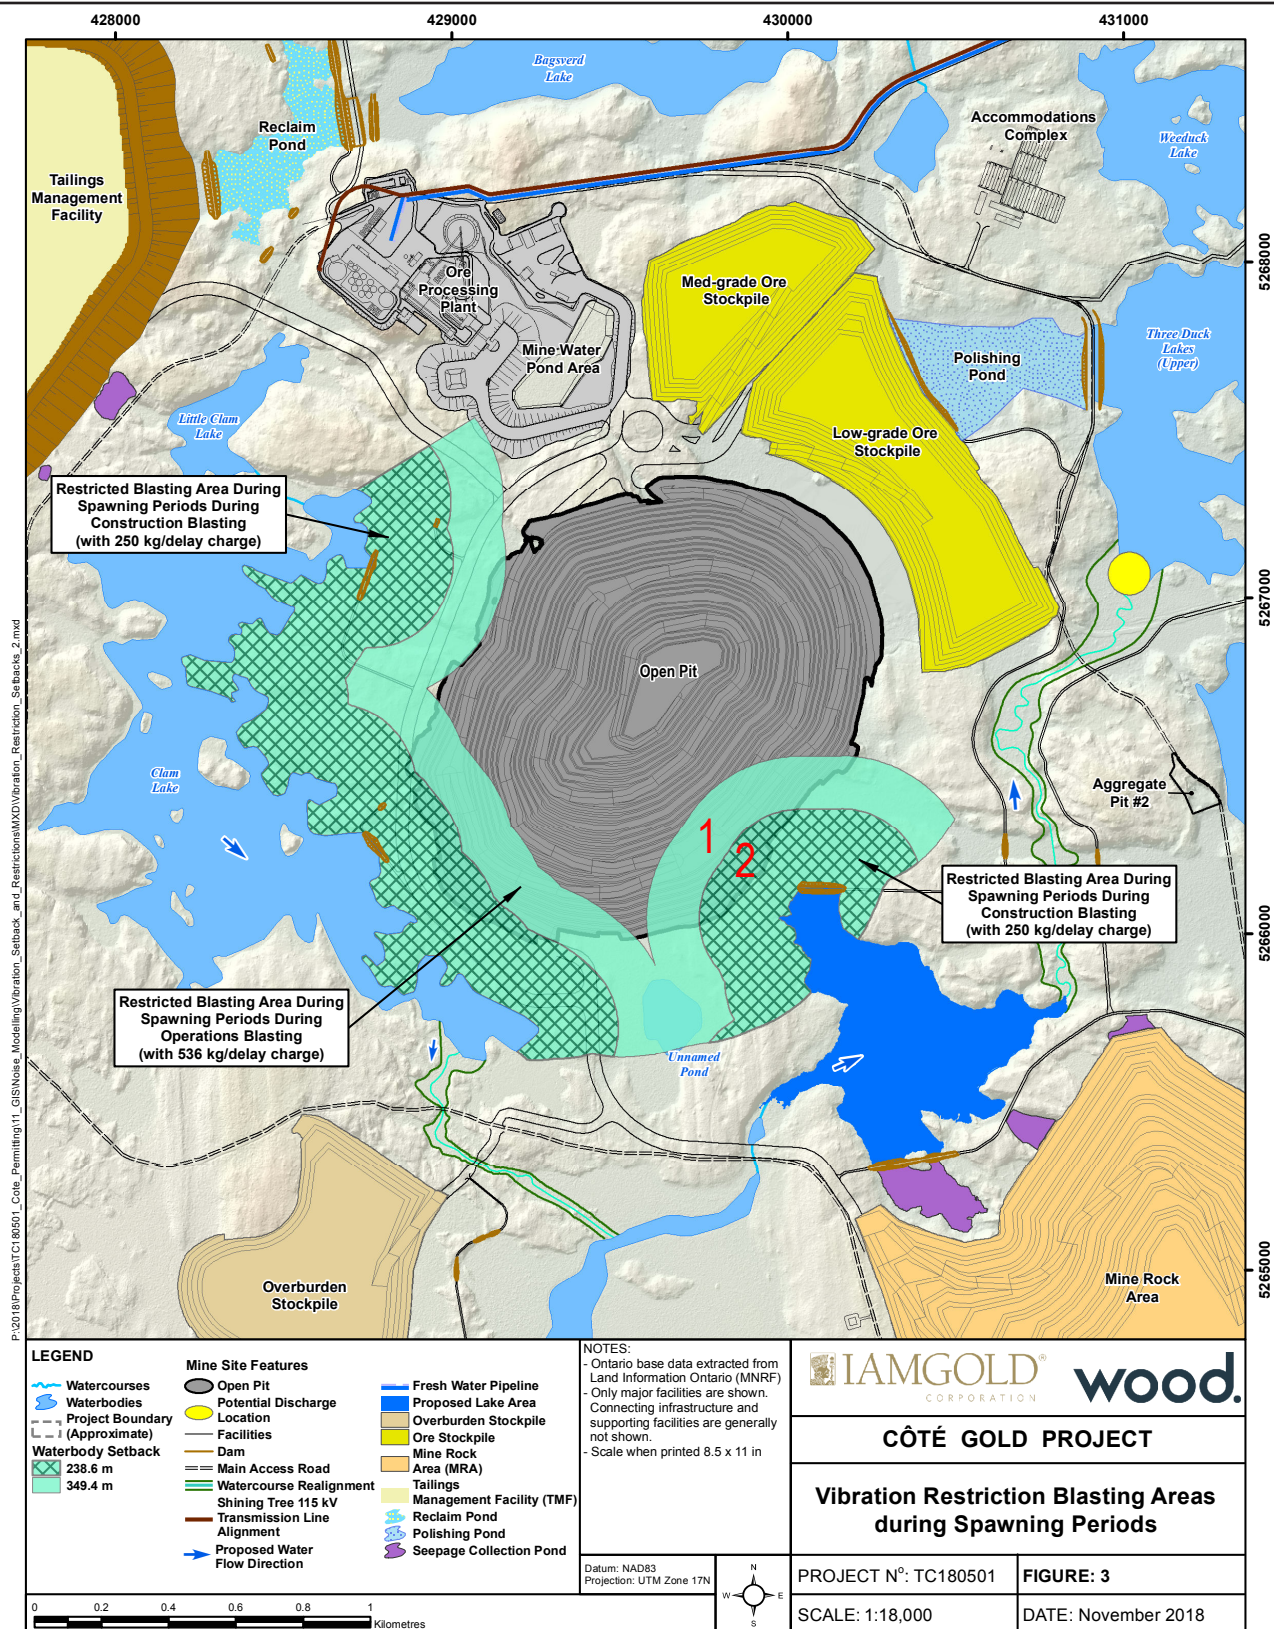 428000
429000
430000
431000
Bagsverd
Lake
Reclaim
Pond
Accommodations
Complex
Weeduck
Lake
Tailings
Management
Facility
5268000
Ore
Processing
Plant
Med-grade Ore
Stockpile
Mine Water
Pond Area
Polishing
Pond
Three Duck
Lakes
(Upper)
Little Clam
Lake
Low-grade Ore
Stockpile
Restricted Blasting Area During
Spawning Periods During
Construction Blasting
(with 250 kg/delay charge)
5267000
Open Pit
Clam
Lake
Aggregate
Pit #2
1
2
Restricted Blasting Area During
Spawning Periods During
Construction Blasting
(with 250 kg/delay charge)
5266000
Restricted Blasting Area During
Spawning Periods During
Operations Blasting
(with 536 kg/delay charge)
Unnamed
Pond
5265000
Overburden
Stockpile
Mine Rock
Area
P:\2018\Projects\TC180501_Cote_Permitting\11_GIS\Noise_Modelling\Vibration_Setback_and_Restrictions\MXD\Vibration_Restriction_Setbacks_2.mxd
LEGEND
Watercourses
Waterbodies
Project Boundary
(Approximate)
Waterbody Setback
238.6 m
349.4 m
Mine Site Features
Open Pit
Potential Discharge
Location
Facilities
Dam
Main Access Road
Watercourse Realignment
Shining Tree 115 kV
Transmission Line
Alignment
Proposed Water
Flow Direction
Fresh Water Pipeline
Proposed Lake Area
Overburden Stockpile
Ore Stockpile
Mine Rock
Area (MRA)
Tailings
Management Facility (TMF)
Reclaim Pond
Polishing Pond
Seepage Collection Pond
0 0.2 0.4 0.6 0.8 1
Kilometres
NOTES:
- Ontario base data extracted from
Land Information Ontario (MNRF)
- Only major facilities are shown.
Connecting infrastructure and
supporting facilities are generally
not shown.
- Scale when printed 8.5 x 11 in
Datum: NAD83
Projection: UTM Zone 17N
N
W E
S
IAMGOLD®
CORPORATION
wood.
CÔTÉ GOLD PROJECT
Vibration Restriction Blasting Areas
during Spawning Periods
PROJECT Nº: TC180501
FIGURE: 3
SCALE: 1:18,000
DATE: November 2018